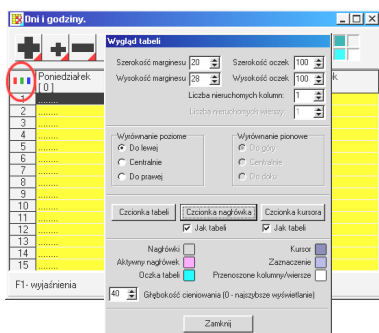 Dni i godziny.
Wygląd tabeli
Szerokość marginesu 20 Szerokość oczek 100
Wysokość marginesu 28 Wysokość oczek 100
Liczba nieruchomych kolumn: 1
Liczba nieruchomych wierszy: 1
Wyrównanie poziome
Do lewej
Centralnie
Do prawej
Wyrównanie pionowe
Do góry
Centralnie
Do dołu
Czcionka tabeli Czcionka nagłówka Czcionka kursora
Jak tabeli Jak tabeli
Nagłówki Kursor
Aktywny nagłówek Zaznaczenie
Oczka tabeli Przenoszone kolumny/wiersze
40 Głębokość cieniowania (0 - najszybsze wyświetlanie)
Zamknij
Poniedziałek k
[ 0 ]
1 ........
2 ........
3 ........
4 ........
5 ........
6 ........
7 ........
8 ........
9 ........
10 ........
11 ........
12 ........
13 ........
14 ........
15 ........
F1- wyjaśnienia